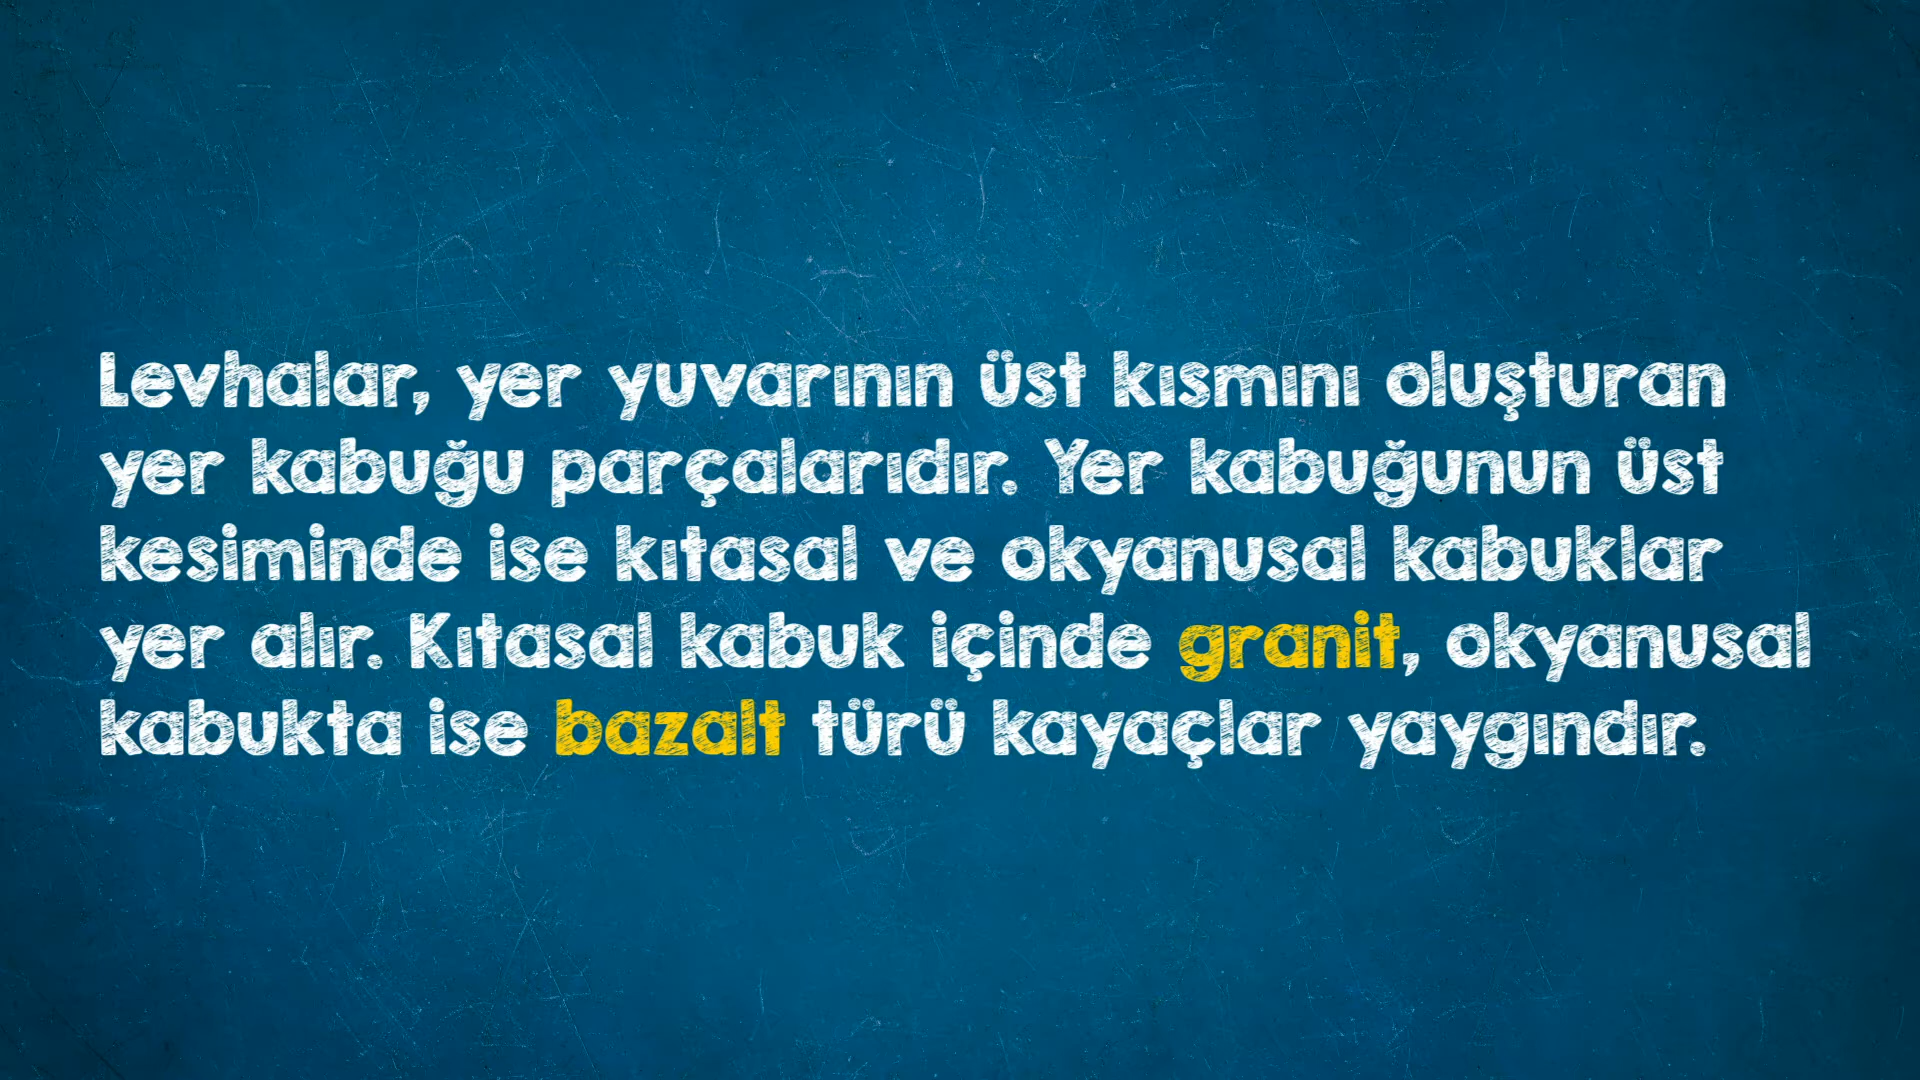 Levhalar, yer yuvarının üst kısmını oluşturan
yer kabuğu parçalarıdır. Yer kabuğunun üst
kesiminde ise kıtasal ve okyanusal kabuklar
yer alır. Kıtasal kabuk içinde granit, okyanusal
kabukta ise bazalt türü kayaçlar yaygındır.